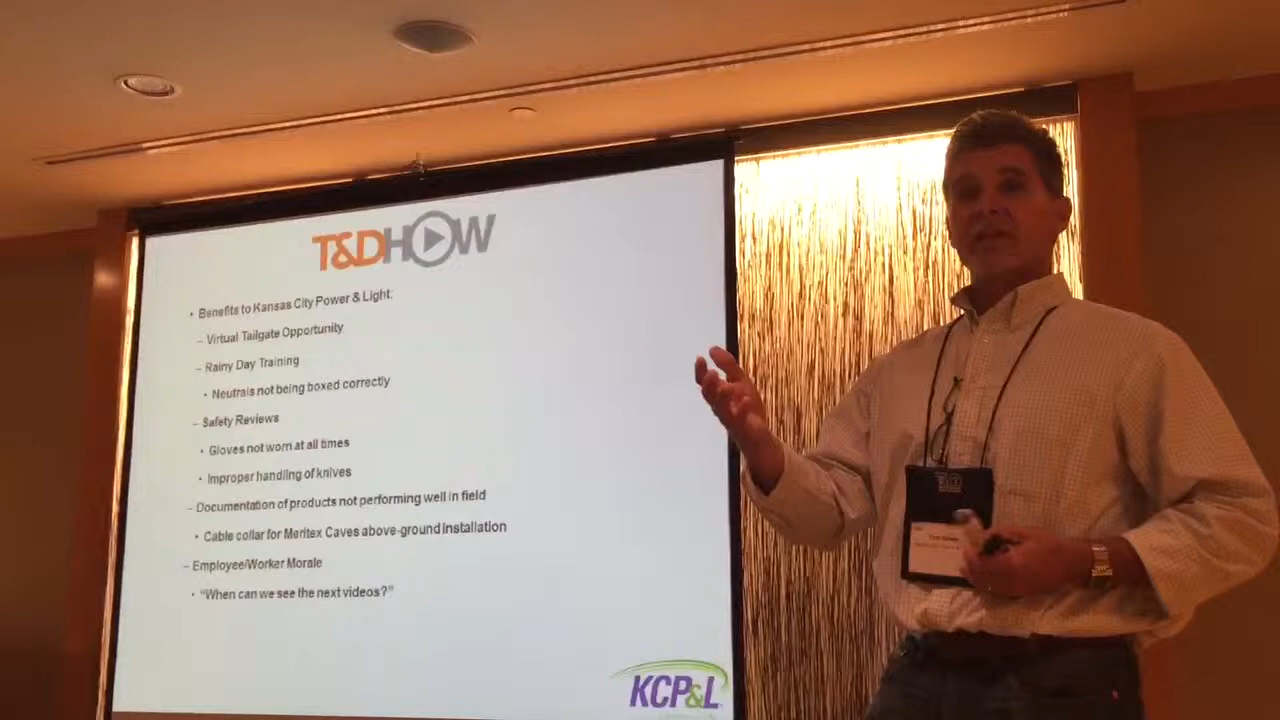 T&DHOW
• Benefits to Kansas City Power & Light:
– Virtual Tailgate Opportunity
– Rainy Day Training
• Neutrals not being boxed correctly
– Safety Reviews
• Gloves not worn at all times
• Improper handling of knives
– Documentation of products not performing well in field
• Cable collar for Meritex Caves above-ground installation
– Employee/Worker Morale
• "When can we see the next videos?"
KCP&L